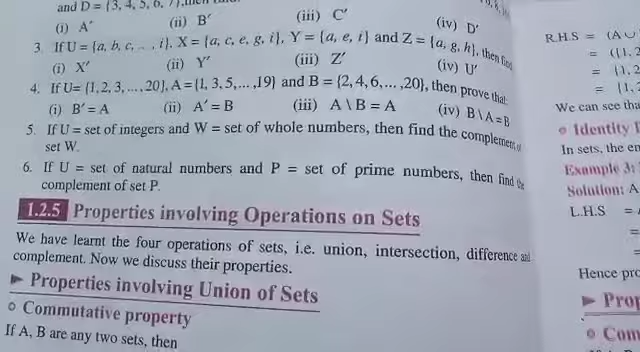 and D = {3, 4, 5, 6, 7},
(i) A′ (ii) B′ (iii) C′ (iv) D′
3. If U = {a, b, c, . . , i}, X = {a, c, e, g, i}, Y = {a, e, i} and Z = {a, g, h}, then find
(i) X′ (ii) Y′ (iii) Z′ (iv) U′
4. If U= {1, 2, 3, ..., 20}, A = {1, 3, 5, ... ,19} and B = {2, 4, 6, ... ,20}, then prove that:
(i) B′ = A (ii) A′ = B (iii) A \ B = A (iv) B \ A = B
5. If U = set of integers and W = set of whole numbers, then find the complement of
set W.
6. If U = set of natural numbers and P = set of prime numbers, then find the
complement of set P.
1.2.5 Properties involving Operations on Sets
We have learnt the four operations of sets, i.e. union, intersection, difference and
complement. Now we discuss their properties.
► Properties involving Union of Sets
o Commutative property
If A, B are any two sets, then
R.H.S = (A ∪
= ({1, 2
= {1, 2
= {1,
We can see tha
Identity
In sets, the em
Example 3:
Solution: A
L.H.S =
=
=
Hence pro
► Prop
Com